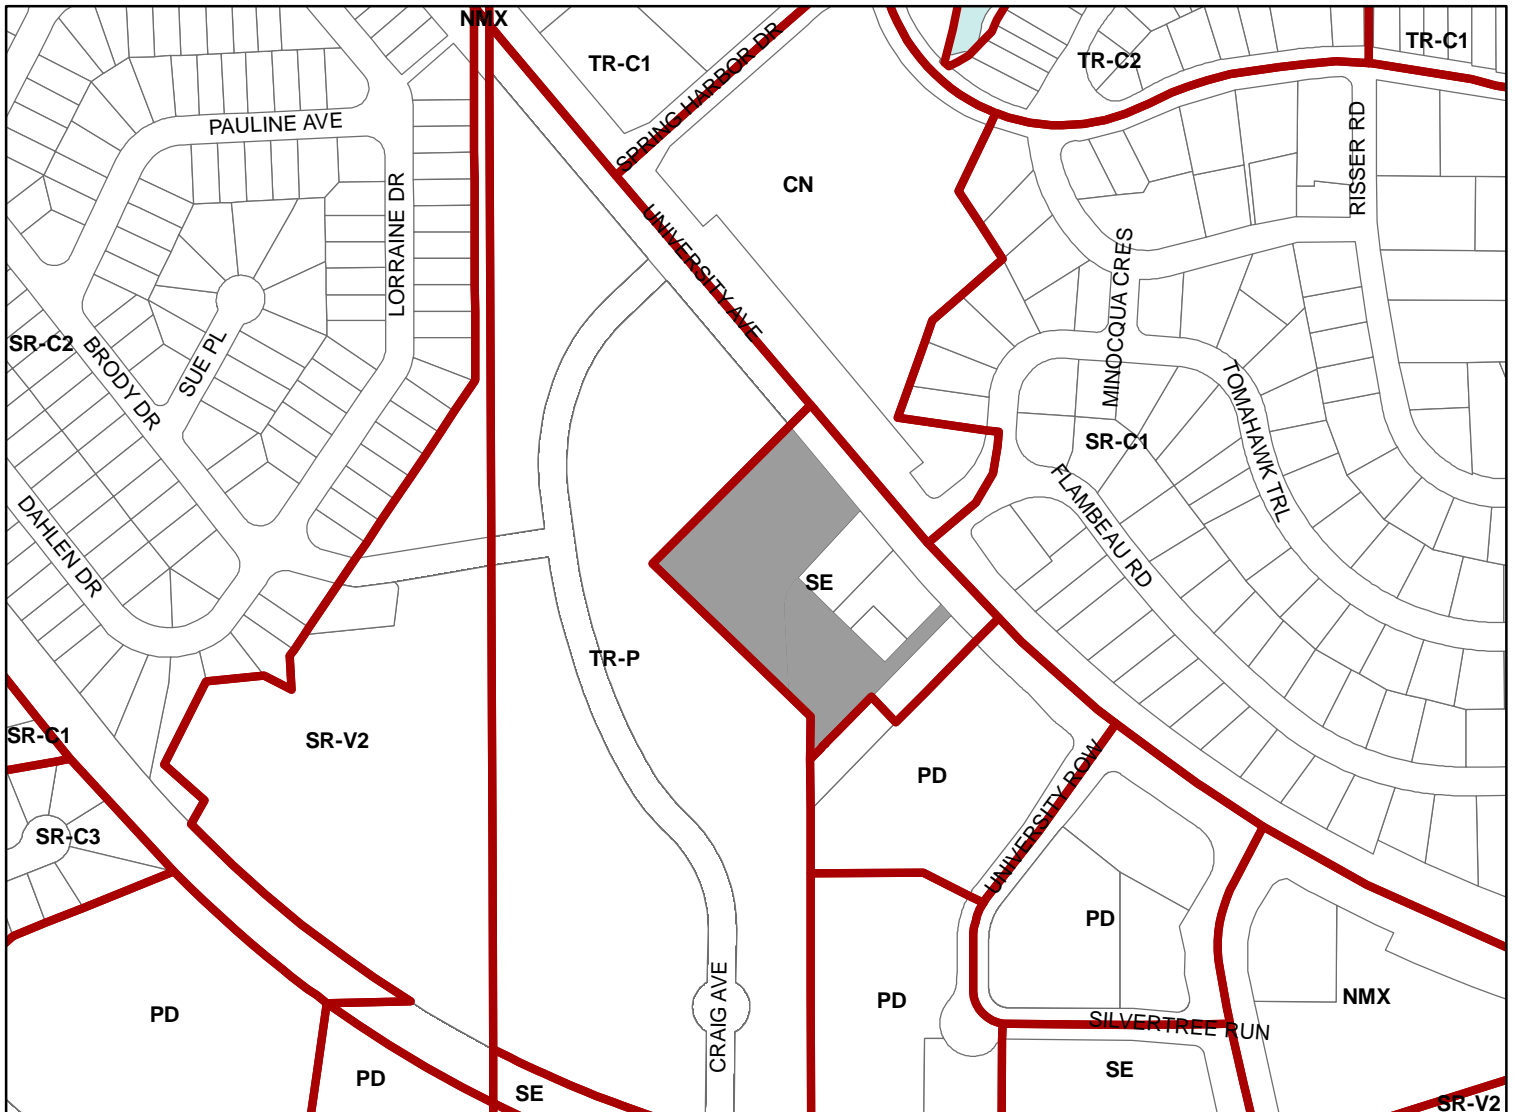 NMX
TR-C1
SPRING HARBOR DR
TR-C2
TR-C1
PAULINE AVE
RISSER RD
CN
LORRAINE DR
UNIVERSITY AVE
MINOCQUA CRES
SR-C2
BRODY DR
SUE PL
TOMAHAWK TRL
SR-C1
FLAMBEAU RD
DAHLEN DR
SE
TR-P
SR-C1
SR-V2
PD
UNIVERSITY ROW
SR-C3
PD
PD
PD
NMX
CRAIG AVE
SILVERTREE RUN
PD
SE
SE
SR-V2